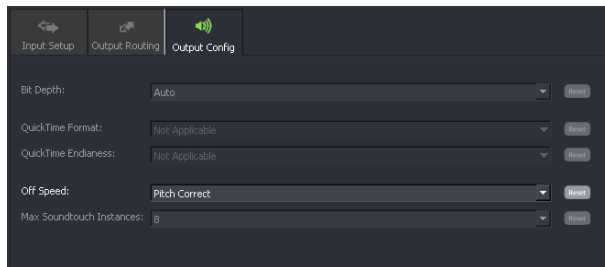 Input Setup Output Routing Output Config
Bit Depth: Auto Reset
QuickTime Format: Not Applicable Reset
QuickTime Endianess: Not Applicable Reset
Off Speed: Pitch Correct Reset
Max Soundtouch Instances: 8 Reset